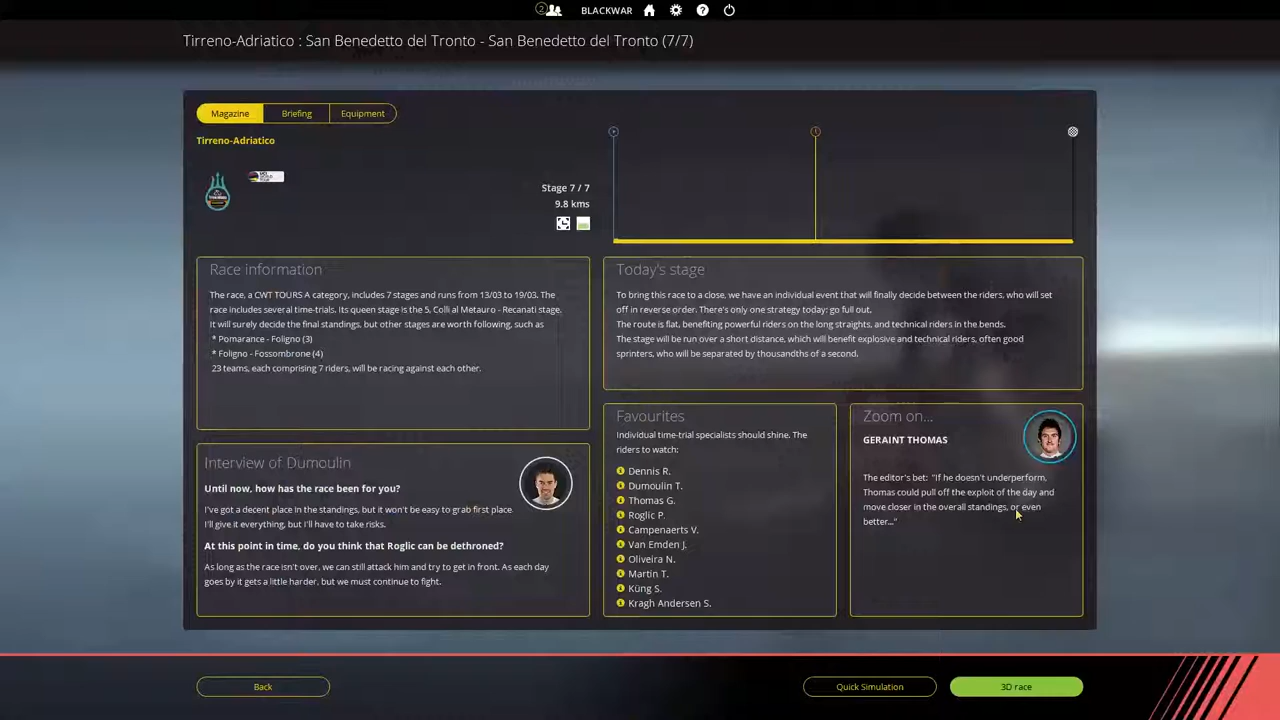 2
BLACKWAR
Tirreno-Adriatico : San Benedetto del Tronto - San Benedetto del Tronto (7/7)
Magazine
Briefing
Equipment
Tirreno-Adriatico
Stage 7 / 7
9.8 kms
Race information
The race, a CWT TOURS A category, includes 7 stages and runs from 13/03 to 19/03. The
race includes several time-trials. Its queen stage is the 5, Colli al Metauro - Recanati stage.
It will surely decide the final standings, but other stages are worth following, such as
* Pomarance - Foligno (3)
* Foligno - Fossombrone (4)
23 teams, each comprising 7 riders, will be racing against each other.
Today's stage
To bring this race to a close, we have an individual event that will finally decide between the riders, who will set
off in reverse order. There's only one strategy today: go full out.
The route is flat, benefiting powerful riders on the long straights, and technical riders in the bends.
The stage will be run over a short distance, which will benefit explosive and technical riders, often good
sprinters, who will be separated by thousandths of a second.
Interview of Dumoulin
Until now, how has the race been for you?
I've got a decent place in the standings, but it won't be easy to grab first place.
I'll give it everything, but I'll have to take risks.
At this point in time, do you think that Roglic can be dethroned?
As long as the race isn't over, we can still attack him and try to get in front. As each day
goes by it gets a little harder, but we must continue to fight.
Favourites
Individual time-trial specialists should shine. The
riders to watch:
Dennis R.
Dumoulin T.
Thomas G.
Roglic P.
Campenaerts V.
Van Emden J.
Oliveira N.
Martin T.
Küng S.
Kragh Andersen S.
Zoom on...
GERAINT THOMAS
The editor's bet: "If he doesn't underperform,
Thomas could pull off the exploit of the day and
move closer in the overall standings, or even
better..."
Back
Quick Simulation
3D race